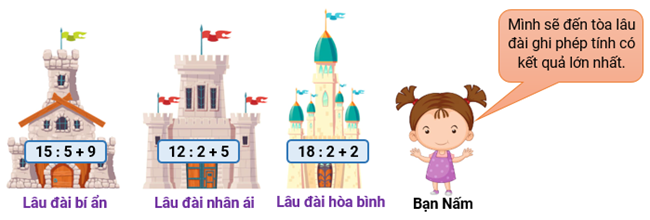 Mình sẽ đến tòa lâu
đài ghi phép tính có
kết quả lớn nhất.
15 : 5 + 9
12 : 2 + 5
18 : 2 + 2
Lâu đài bí ẩn
Lâu đài nhân ái
Lâu đài hòa bình
Bạn Nấm